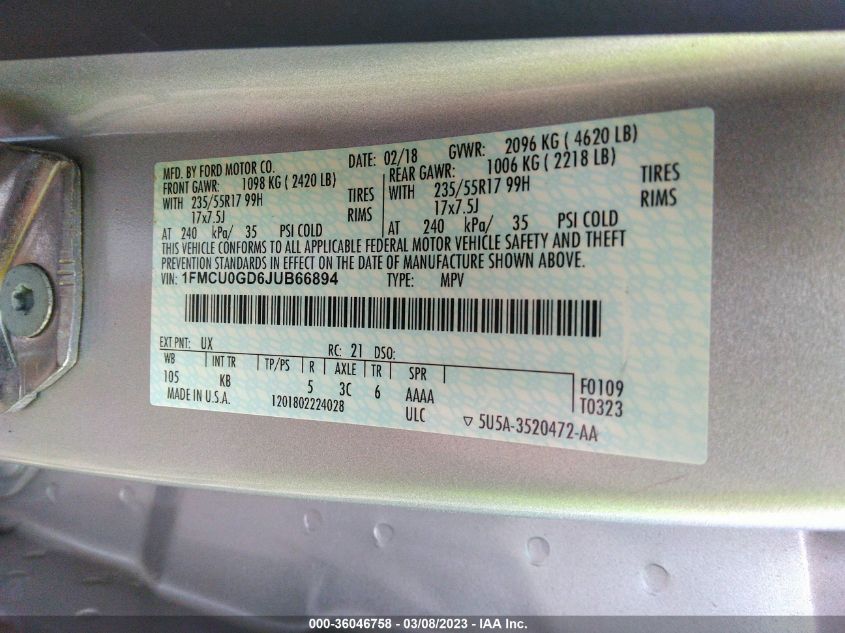 MFD. BY FORD MOTOR CO. DATE: 02/18 GVWR: 2096 KG ( 4620 LB)
FRONT GAWR: 1098 KG ( 2420 LB) REAR GAWR: 1006 KG ( 2218 LB)
WITH 235/55R17 99H TIRES WITH 235/55R17 99H TIRES
17x7.5J RIMS 17x7.5J RIMS
AT 240 kPa/ 35 PSI COLD AT 240 kPa/ 35 PSI COLD
THIS VEHICLE CONFORMS TO ALL APPLICABLE FEDERAL MOTOR VEHICLE SAFETY AND THEFT
PREVENTION STANDARDS IN EFFECT ON THE DATE OF MANUFACTURE SHOWN ABOVE.
VIN: 1FMCU0GD6JUB66894 TYPE: MPV
EXT PNT: UX RC: 21 DSO:
WB INT TR TP/PS R AXLE TR SPR
105 KB 5 3C 6 AAAA F0109
MADE IN U.S.A. 1201802224028 ULC T0323
▽ 5U5A-3520472-AA
000-36046758 - 03/08/2023 - IAA Inc.